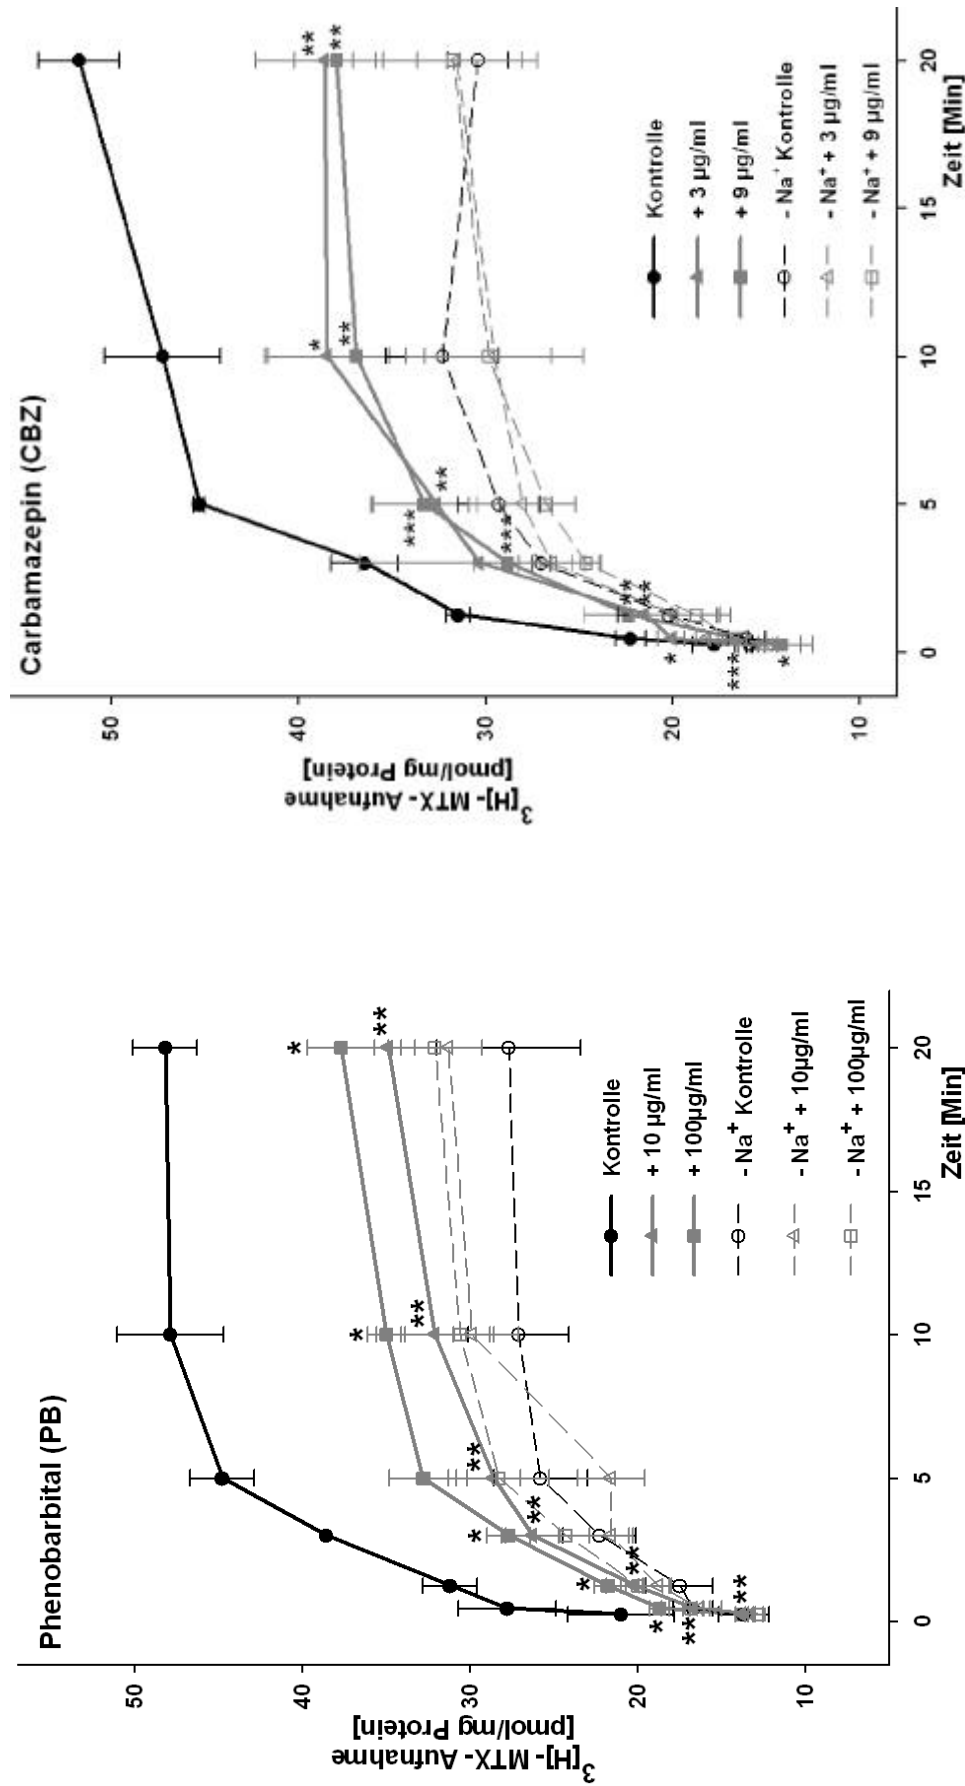 Phenobarbital (PB)
³[H] - MTX - Aufnahme
[pmol/mg Protein]
50
40
30
20
10
** 
*
**
*
**
*
**
*
**
*
**
**
Kontrolle
+ 10 µg/ml
+ 100µg/ml
- Na⁺ Kontrolle
- Na⁺ + 10µg/ml
- Na⁺ + 100µg/ml
0
5
10
15
20
Zeit [Min]
Carbamazepin (CBZ)
³[H] - MTX - Aufnahme
[pmol/mg Protein]
50
40
30
20
10
**
**
*
**
***
**
***
**
**
*
***
*
Kontrolle
+ 3 µg/ml
+ 9 µg/ml
- Na⁺ Kontrolle
- Na⁺ + 3 µg/ml
- Na⁺ + 9 µg/ml
0
5
10
15
20
Zeit [Min]